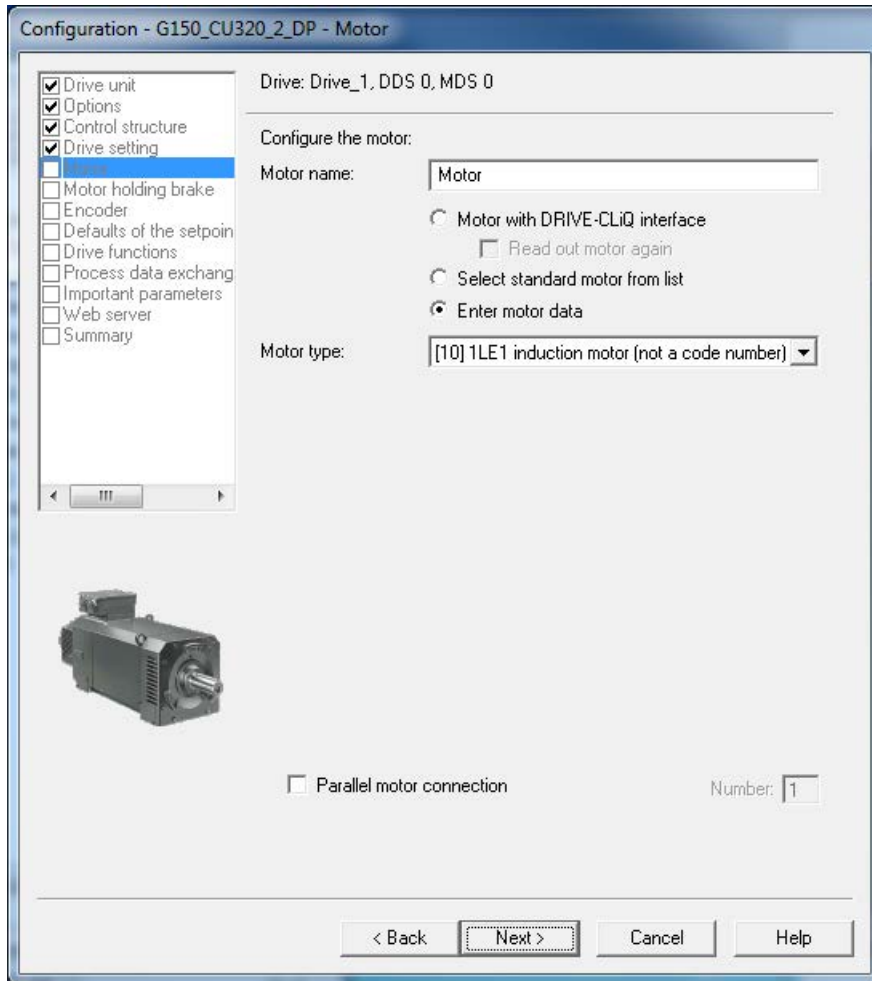 Configuration - G150_CU320_2_DP - Motor
Drive unit
Options
Control structure
Drive setting
Motor holding brake
Encoder
Defaults of the setpoin
Drive functions
Process data exchang
Important parameters
Web server
Summary
Drive: Drive_1, DDS 0, MDS 0
Configure the motor:
Motor name: Motor
Motor with DRIVE-CLiQ interface
Read out motor again
Select standard motor from list
Enter motor data
Motor type: [10] 1LE1 induction motor (not a code number)
Parallel motor connection Number: 1
< Back Next > Cancel Help